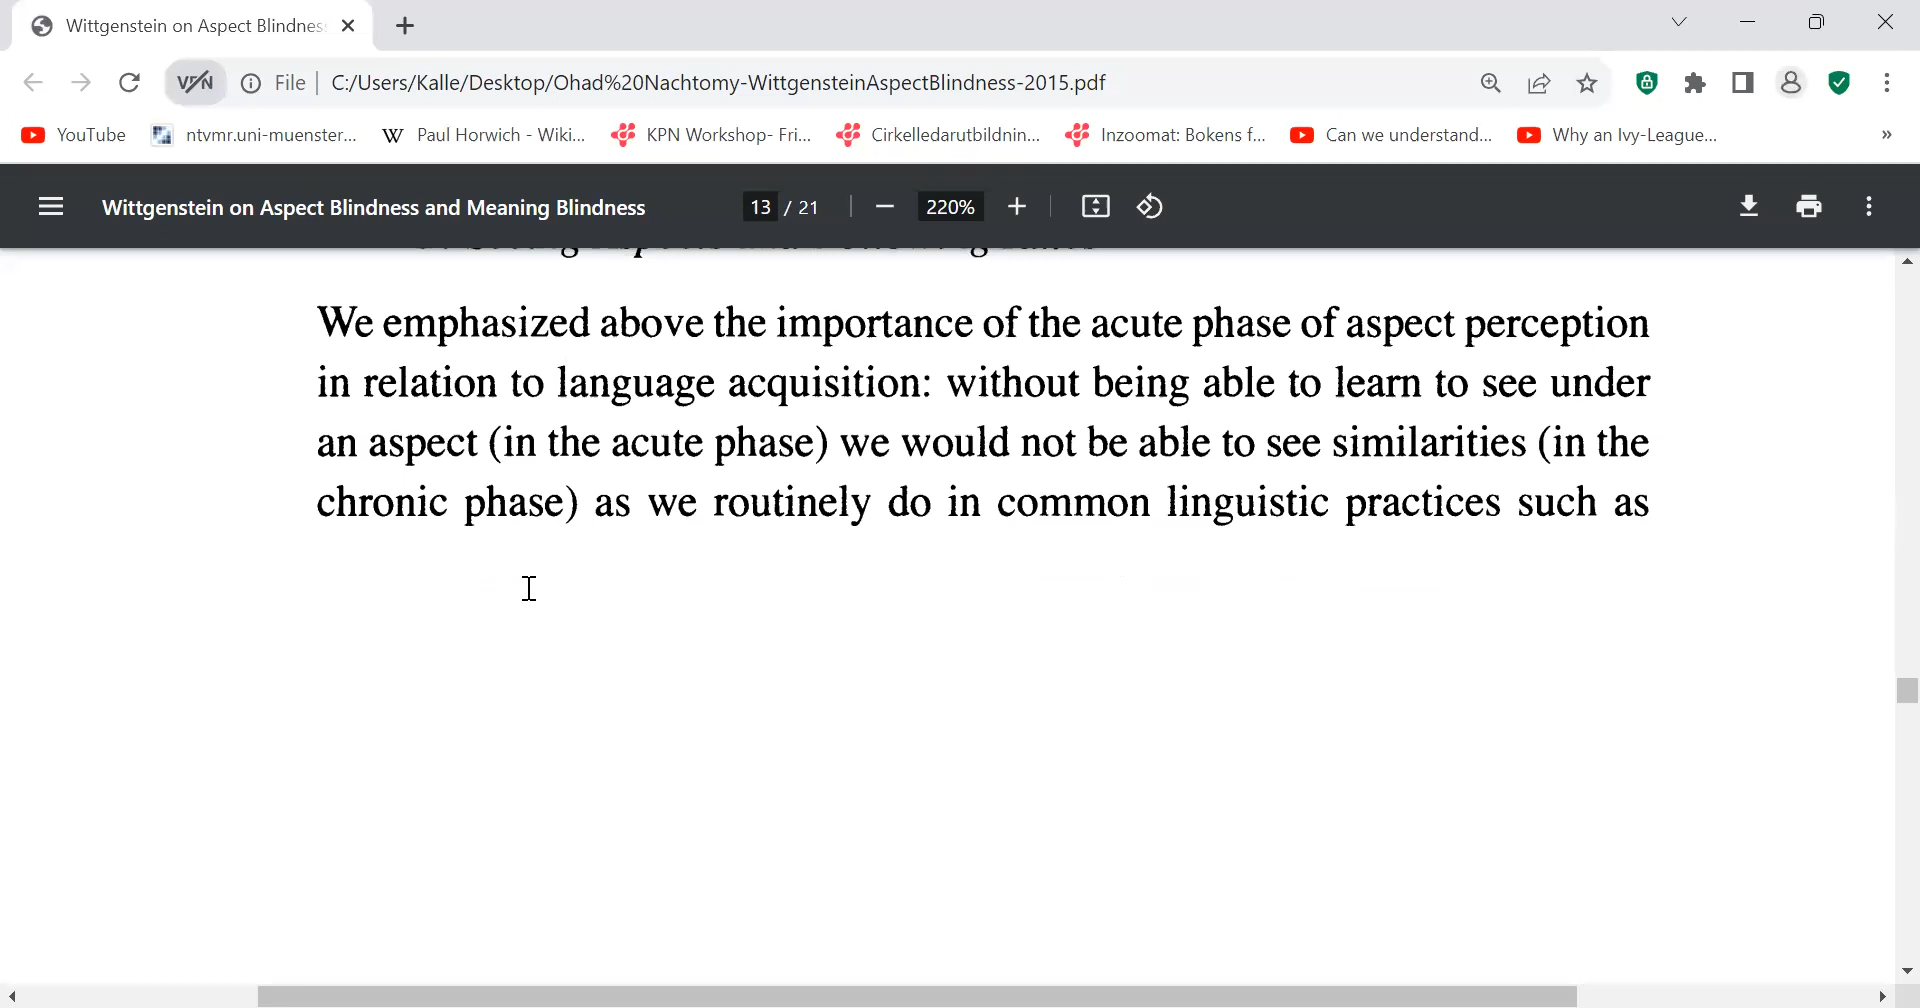 Wittgenstein on Aspect Blindnes
VPN File C:/Users/Kalle/Desktop/Ohad%20Nachtomy-WittgensteinAspectBlindness-2015.pdf
YouTube ntvmr.uni-muenster... W Paul Horwich - Wiki... KPN Workshop- Fri... Cirkelledarutbildnin... Inzoomat: Bokens f... Can we understand... Why an Ivy-League... »
Wittgenstein on Aspect Blindness and Meaning Blindness 13 / 21 220%
We emphasized above the importance of the acute phase of aspect perception
in relation to language acquisition: without being able to learn to see under
an aspect (in the acute phase) we would not be able to see similarities (in the
chronic phase) as we routinely do in common linguistic practices such as